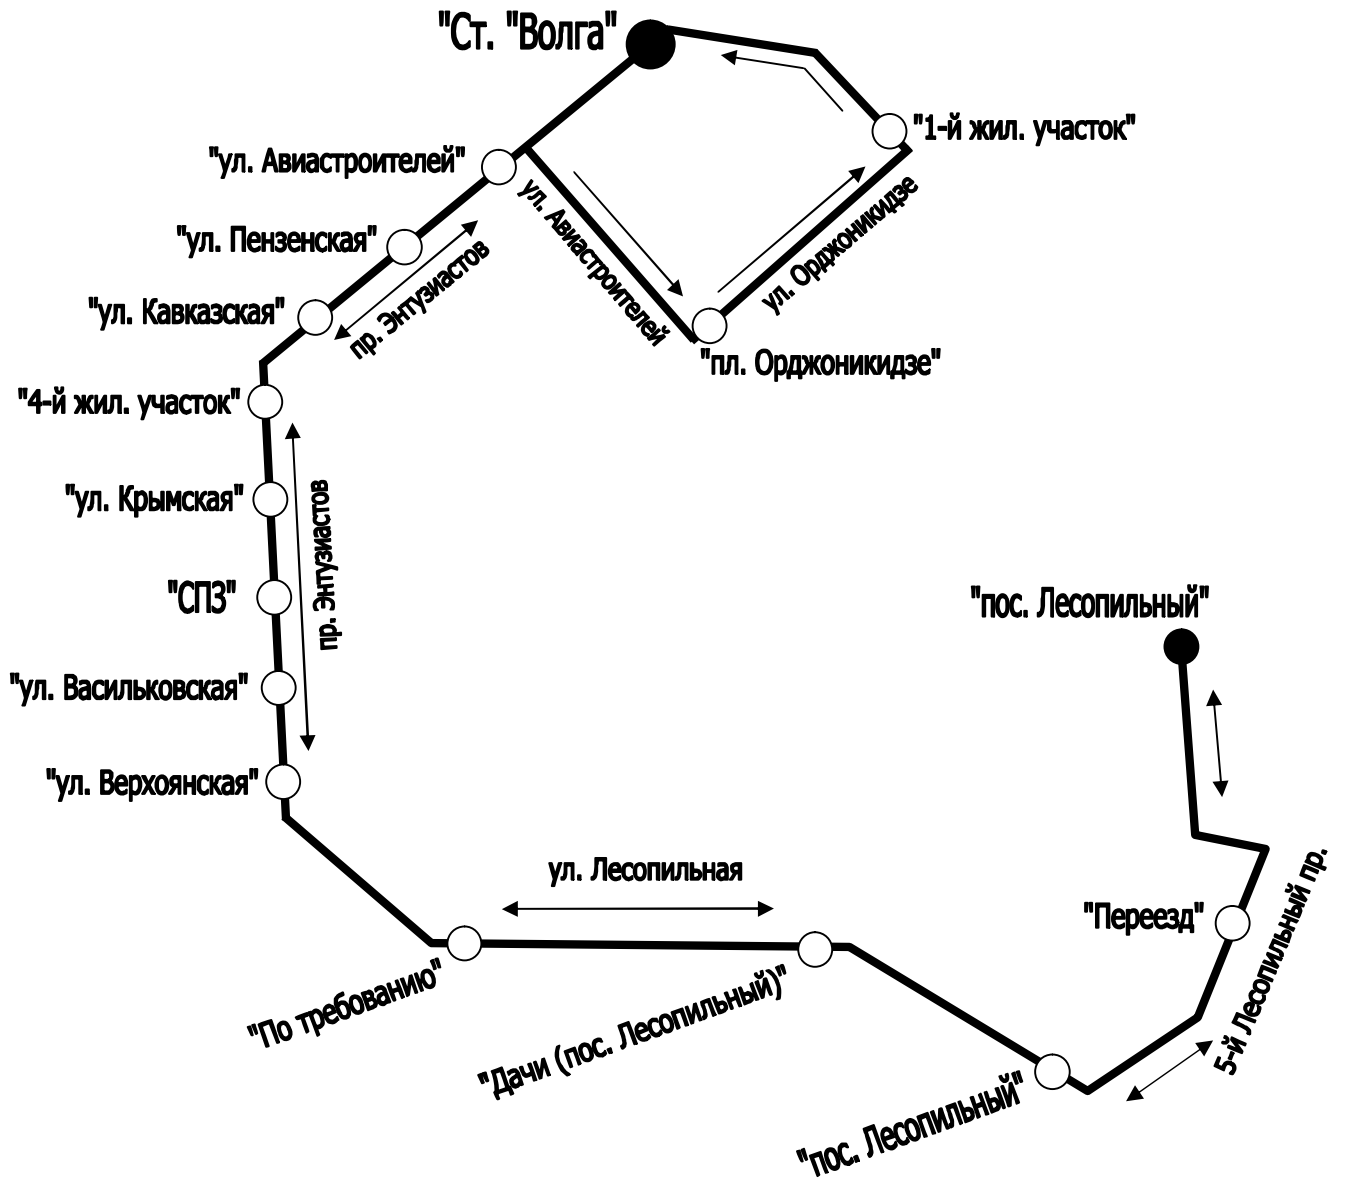 "Ст. "Волга"
"1-й жил. участок"
"ул. Авиастроителей"
ул. Авиастроителей
ул. Орджоникидзе
"ул. Пензенская"
пр. Энтузиастов
"ул. Кавказская"
"пл. Орджоникидзе"
"4-й жил. участок"
"ул. Крымская"
пр. Энтузиастов
"СПЗ"
"пос. Лесопильный"
"ул. Васильковская"
"ул. Верхоянская"
ул. Лесопильная
"Переезд"
5-й Лесопильный пр.
"По требованию"
"Дачи (пос. Лесопильный)"
"пос. Лесопильный"